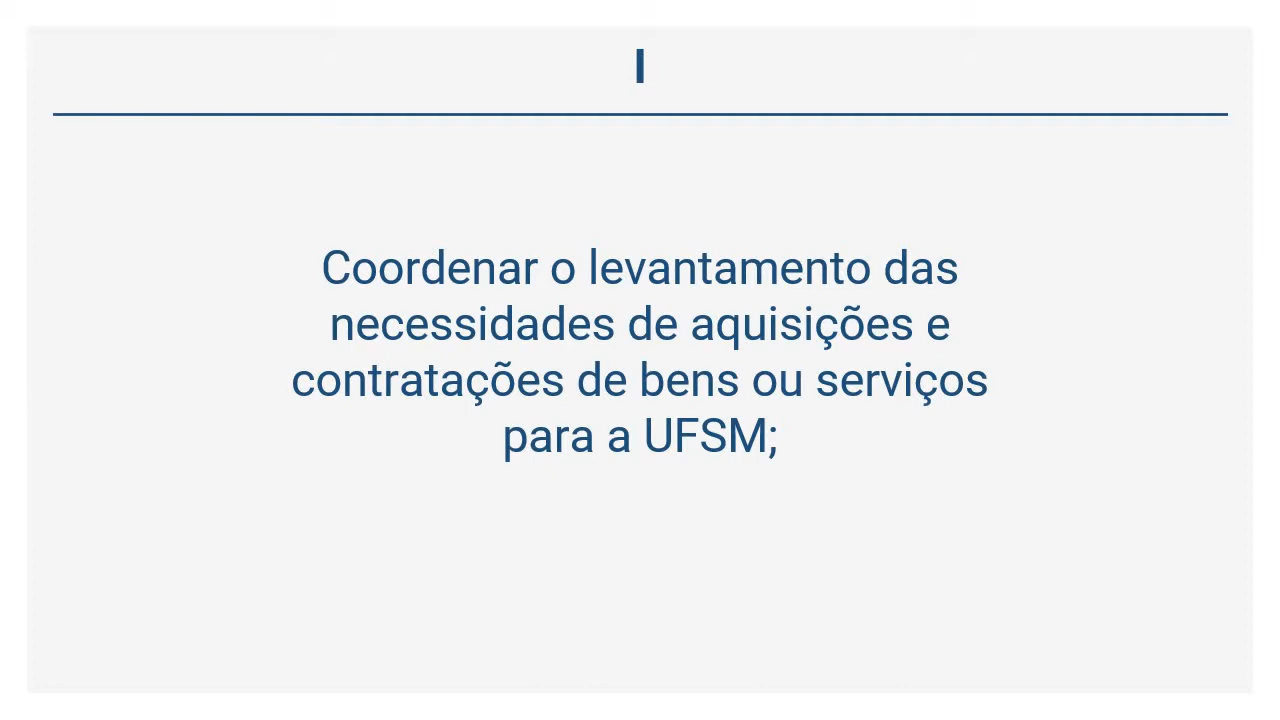 I
Coordenar o levantamento das
necessidades de aquisições e
contratações de bens ou serviços
para a UFSM;